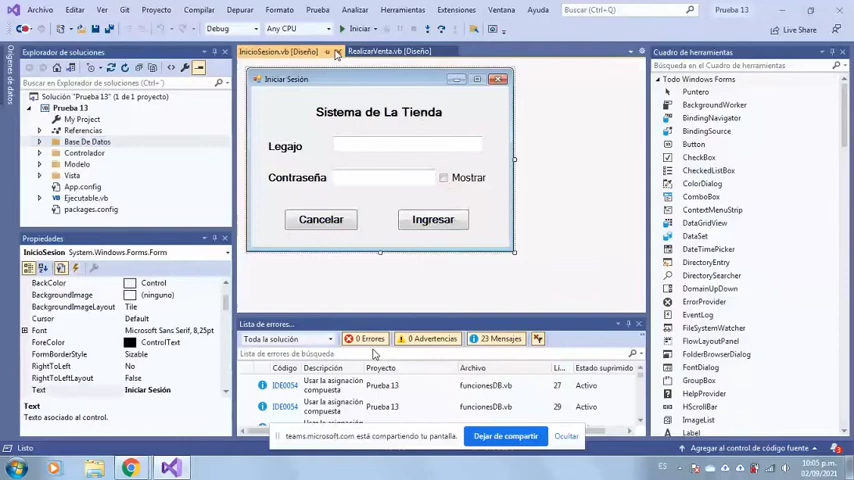 Archivo Editar Ver Git Proyecto Compilar Depurar Formato Prueba Analizar Herramientas Extensiones Ventana Ayuda Buscar (Ctrl+Q) Prueba 13
Debug Any CPU Iniciar Live Share
Orígenes de datos
Explorador de soluciones
Buscar en Explorador de soluciones (Ctrl+')
Solución "Prueba 13" (1 de 1 proyecto)
Prueba 13
My Project
Referencias
Base De Datos
Controlador
Modelo
Vista
App.config
Ejecutable.vb
packages.config
Propiedades
InicioSesion System.Windows.Forms.Form
BackColor Control
BackgroundImage (ninguno)
BackgroundImageLayout Tile
Cursor Default
Font Microsoft Sans Serif, 8,25pt
ForeColor ControlText
FormBorderStyle Sizable
RightToLeft No
RightToLeftLayout False
Text Iniciar Sesión
Text
Texto asociado al control.
InicioSesion.vb [Diseño] RealizarVenta.vb [Diseño]
Iniciar Sesión
Sistema de La Tienda
Legajo
Contraseña Mostrar
Cancelar Ingresar
Lista de errores...
Toda la solución 0 Errores 0 Advertencias 23 Mensajes
Lista de errores de búsqueda
Código Descripción Proyecto Archivo Lí... Estado suprimido
IDE0054 Usar la asignación compuesta Prueba 13 funcionesDB.vb 27 Activo
IDE0054 Usar la asignación compuesta Prueba 13 funcionesDB.vb 29 Activo
Cuadro de herramientas
Búsqueda en el cuadro de herramientas
Todo Windows Forms
Puntero
BackgroundWorker
BindingNavigator
BindingSource
Button
CheckBox
CheckedListBox
ColorDialog
ComboBox
ContextMenuStrip
DataGridView
DataSet
DateTimePicker
DirectoryEntry
DirectorySearcher
DomainUpDown
ErrorProvider
EventLog
FileSystemWatcher
FlowLayoutPanel
FolderBrowserDialog
FontDialog
GroupBox
HelpProvider
HScrollBar
ImageList
Label
teams.microsoft.com está compartiendo tu pantalla. Dejar de compartir Ocultar
Listo Agregar al control de código fuente
ES 10:05 p.m.
02/09/2021